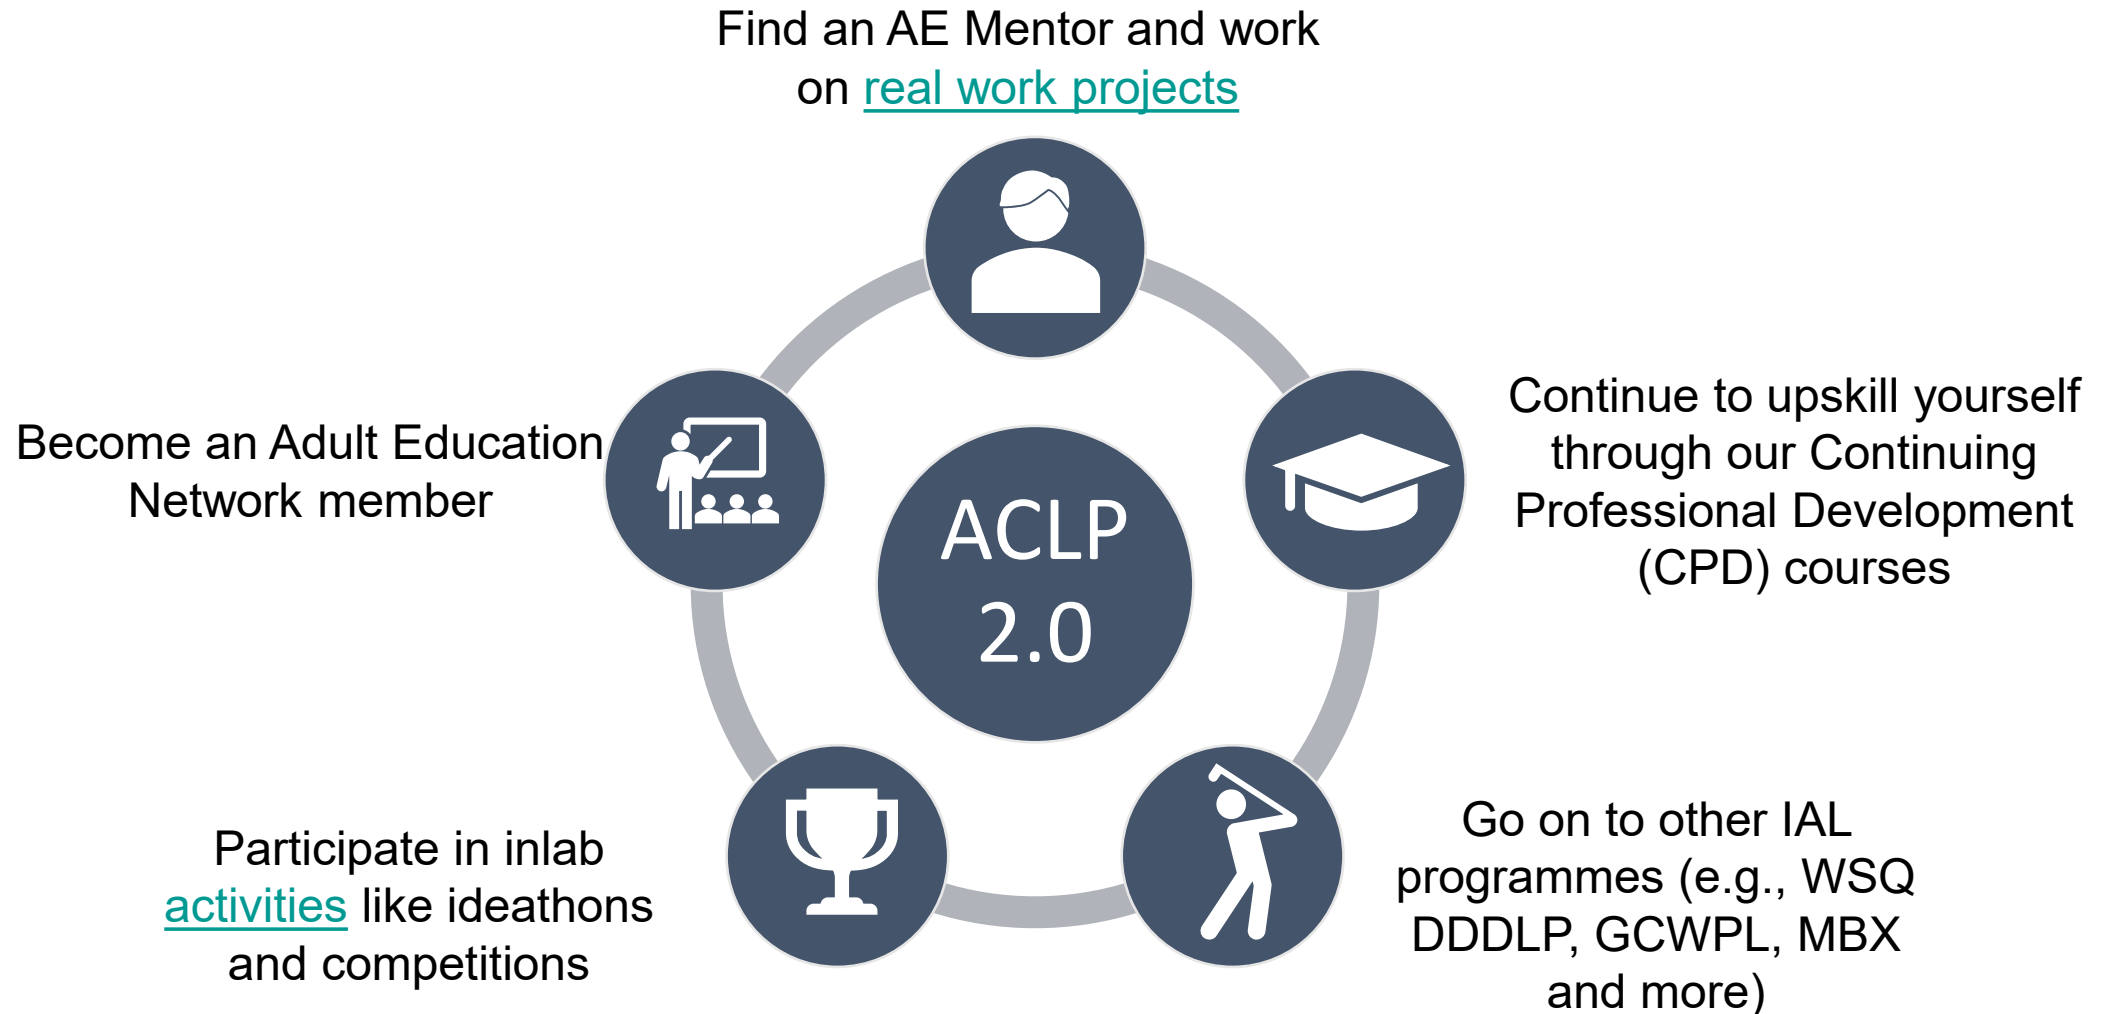 Find an AE Mentor and work
on real work projects
Continue to upskill yourself
through our Continuing
Professional Development
(CPD) courses
Go on to other IAL
programmes (e.g., WSQ
DDDLP, GCWPL, MBX
and more)
Participate in inlab
activities like ideathons
and competitions
Become an Adult Education
Network member
ACLP
2.0